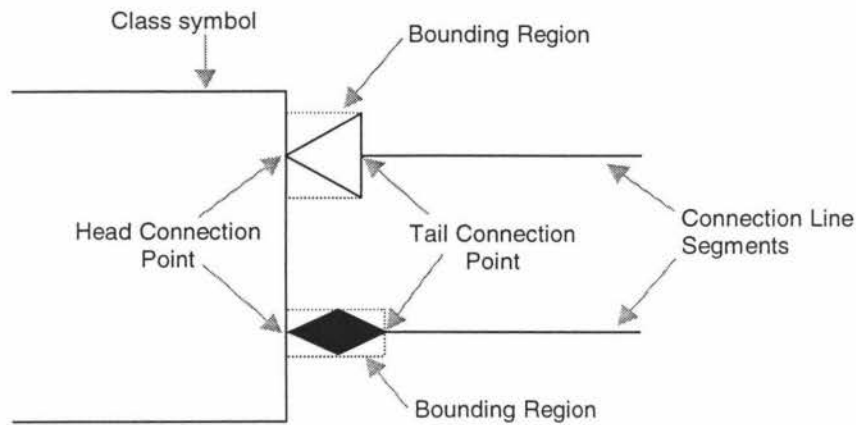 Class symbol
Bounding Region
Head Connection
Point
Tail Connection
Point
Connection Line
Segments
Bounding Region